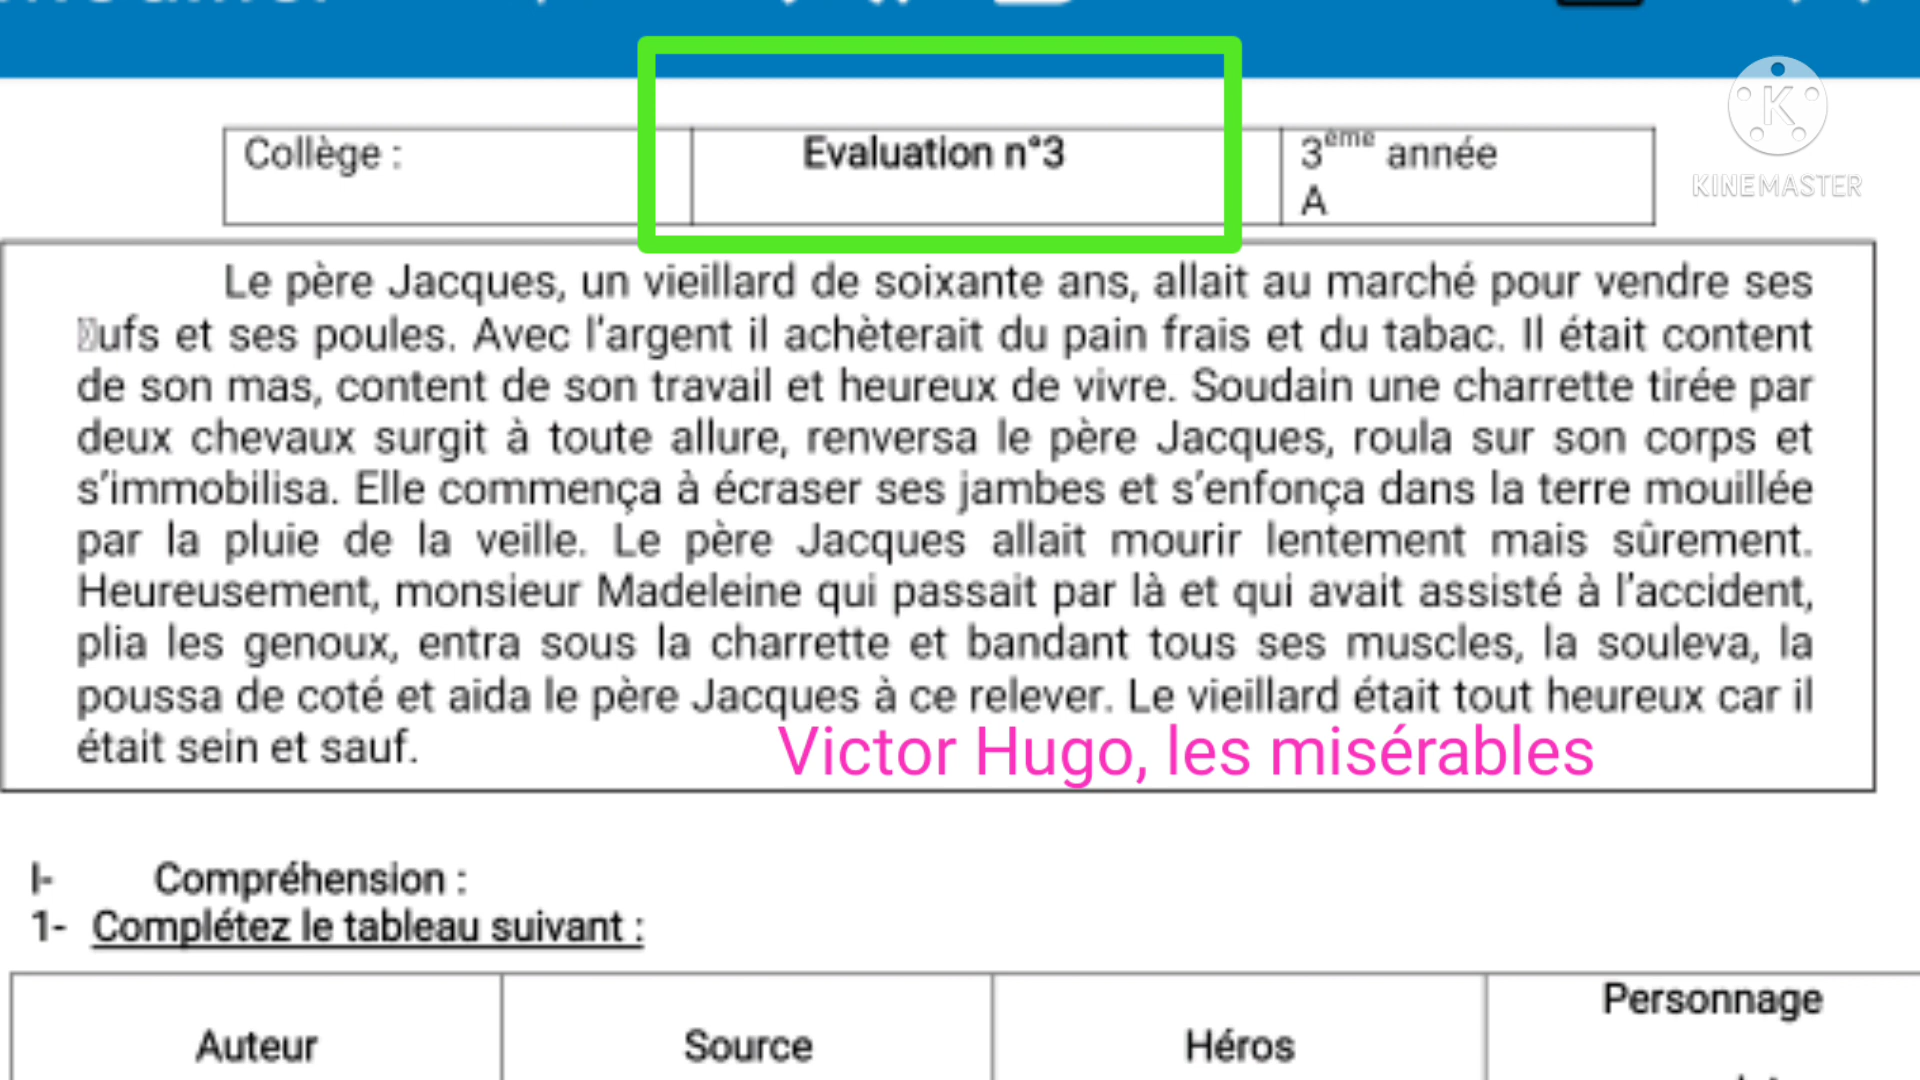 Collège :
Evaluation n°3
3ème année
A
KINEMASTER
Le père Jacques, un vieillard de soixante ans, allait au marché pour vendre ses
ufs et ses poules. Avec l'argent il achèterait du pain frais et du tabac. Il était content
de son mas, content de son travail et heureux de vivre. Soudain une charrette tirée par
deux chevaux surgit à toute allure, renversa le père Jacques, roula sur son corps et
s'immobilisa. Elle commença à écraser ses jambes et s'enfonça dans la terre mouillée
par la pluie de la veille. Le père Jacques allait mourir lentement mais sûrement.
Heureusement, monsieur Madeleine qui passait par là et qui avait assisté à l'accident,
plia les genoux, entra sous la charrette et bandant tous ses muscles, la souleva, la
poussa de coté et aida le père Jacques à ce relever. Le vieillard était tout heureux car il
était sein et sauf.
Victor Hugo, les misérables
I- Compréhension :
1- Complétez le tableau suivant :
Auteur
Source
Héros
Personnage